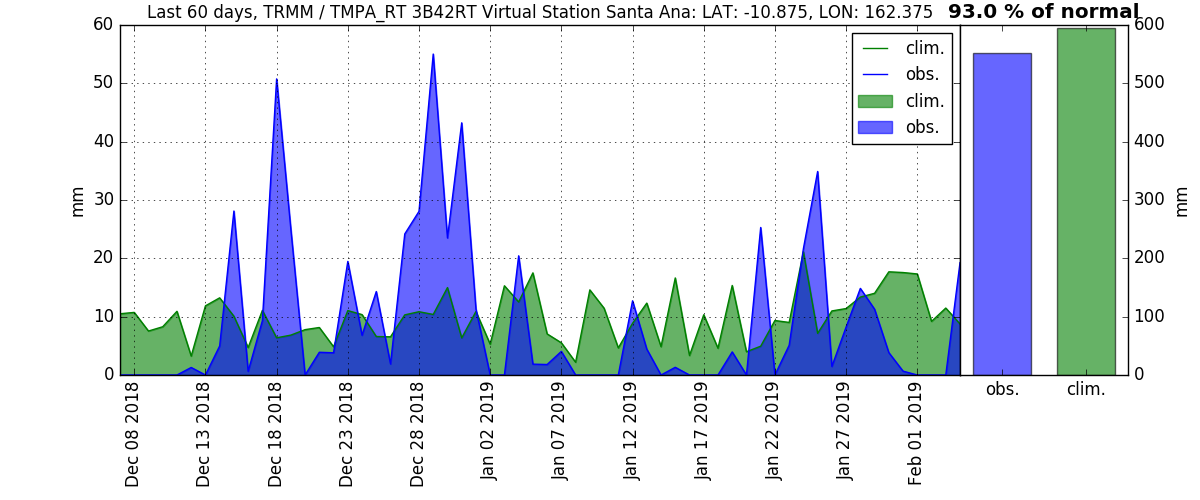 Last 60 days, TRMM / TMPA_RT 3B42RT Virtual Station Santa Ana: LAT: -10.875, LON: 162.375
93.0 % of normal
60
50
40
30
20
10
0
mm
clim.
obs.
clim.
obs.
Dec 08 2018
Dec 13 2018
Dec 18 2018
Dec 23 2018
Dec 28 2018
Jan 02 2019
Jan 07 2019
Jan 12 2019
Jan 17 2019
Jan 22 2019
Jan 27 2019
Feb 01 2019
600
500
400
300
200
100
0
mm
obs.
clim.